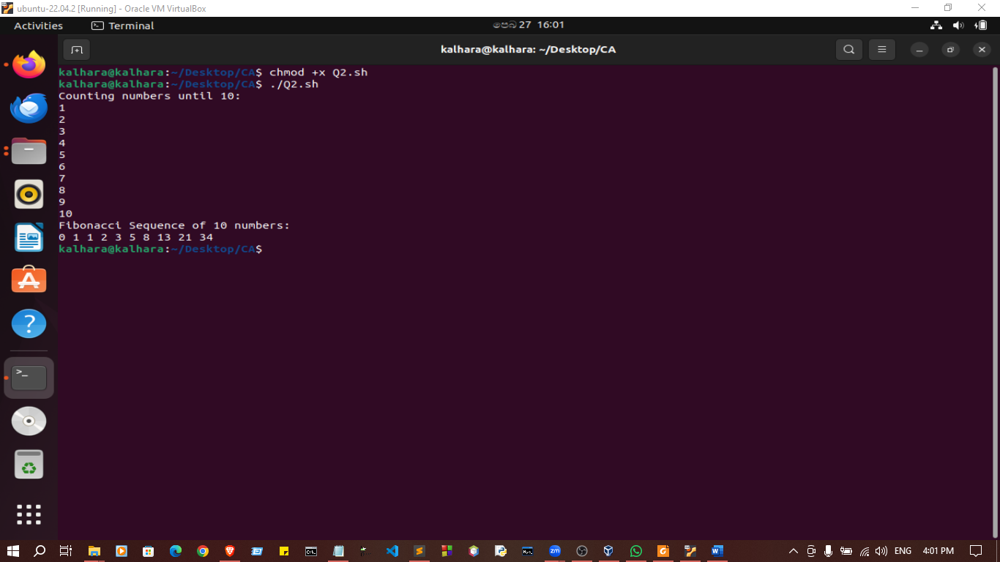 ubuntu-22.04.2 [Running] - Oracle VM VirtualBox
Activities
Terminal
පෙබ 27 16:01
kalhara@kalhara: ~/Desktop/CA
kalhara@kalhara:~/Desktop/CA$ chmod +x Q2.sh
kalhara@kalhara:~/Desktop/CA$ ./Q2.sh
Counting numbers until 10:
1
2
3
4
5
6
7
8
9
10
Fibonacci Sequence of 10 numbers:
0 1 1 2 3 5 8 13 21 34
kalhara@kalhara:~/Desktop/CA$
ENG
4:01 PM